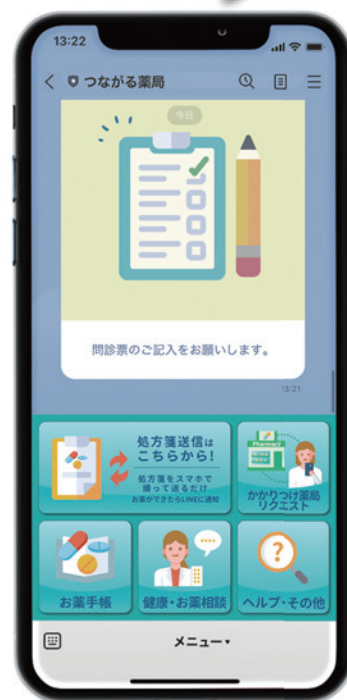 13:22
つながる薬局
今日
問診票のご記入をお願いします。
13:21
処方箋送信は
こちらから!
処方箋をスマホで
撮って送るだけ
お薬ができたらLINEに通知
Pharmacy
かかりつけ薬局
リクエスト
お薬手帳
健康・お薬相談
ヘルプ・その他
メニュー▾